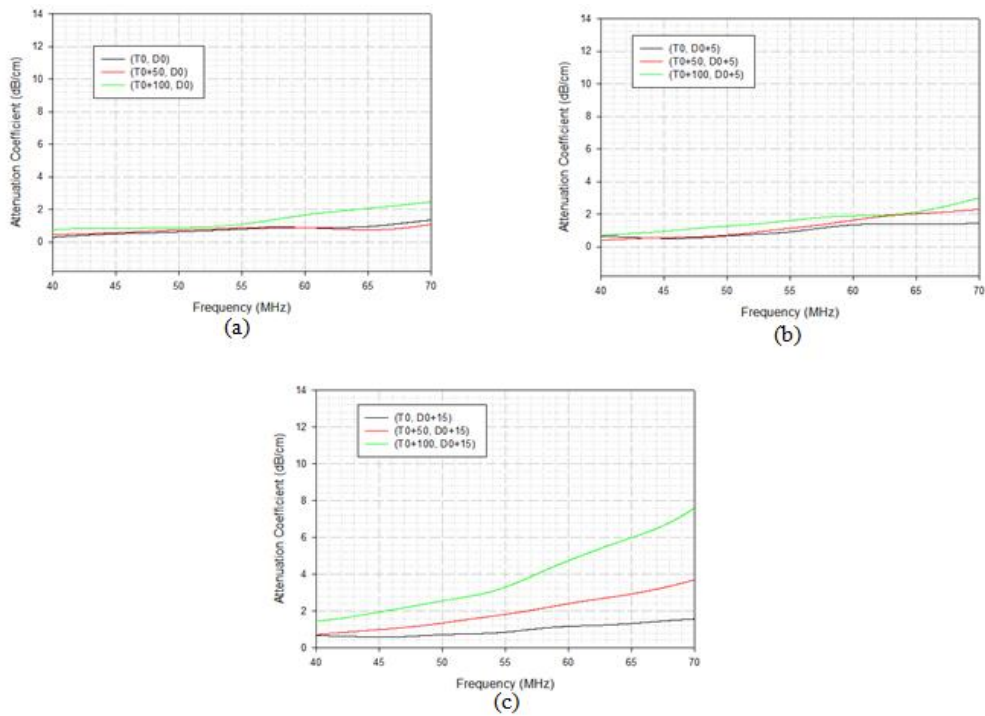 14
12
10
8
6
4
2
0
Attenuation Coefficient (dB/cm)
(T0, D0)
(T0+50, D0)
(T0+100, D0)
40 45 50 55 60 65 70
Frequency (MHz)
(a)
14
12
10
8
6
4
2
0
Attenuation Coefficient (dB/cm)
(T0, D0+5)
(T0+50, D0+5)
(T0+100, D0+5)
40 45 50 55 60 65 70
Frequency (MHz)
(b)
14
12
10
8
6
4
2
0
Attenuation Coefficient (dB/cm)
(T0, D0+15)
(T0+50, D0+15)
(T0+100, D0+15)
40 45 50 55 60 65 70
Frequency (MHz)
(c)